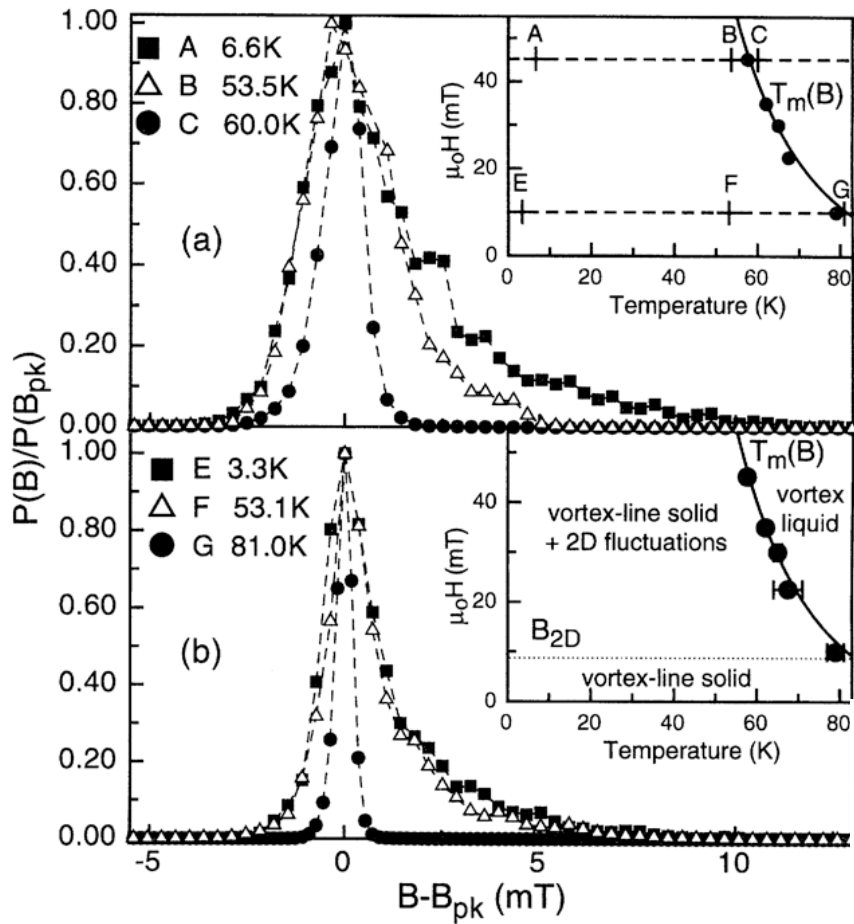 P(B)/P(B_pk)
1.00
0.80
0.60
0.40
0.20
0.00
■ A 6.6K
△ B 53.5K
● C 60.0K
(a)
μ₀H (mT)
40
20
0
A B C
T_m(B)
E F G
0 20 40 60 80
Temperature (K)
1.00
0.80
0.60
0.40
0.20
0.00
■ E 3.3K
△ F 53.1K
● G 81.0K
(b)
μ₀H (mT)
40
20
0
T_m(B)
vortex
liquid
vortex-line solid
+ 2D fluctuations
B_2D
vortex-line solid
0 20 40 60 80
Temperature (K)
-5 0 5 10
B-B_pk (mT)